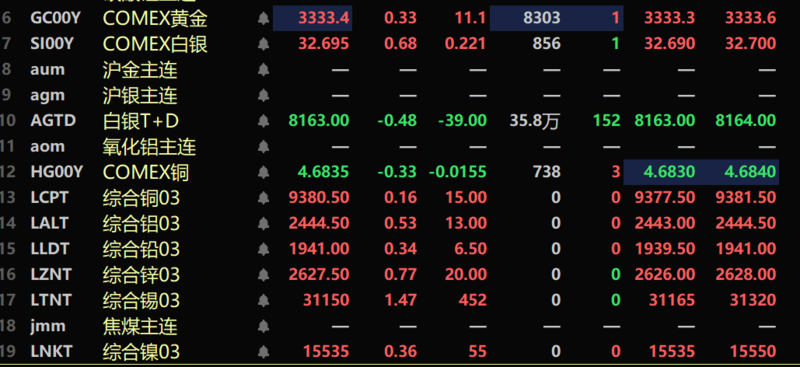 6 GC00Y COMEX黄金 3333.4 0.33 11.1 8303 1 3333.3 3333.6
7 SI00Y COMEX白银 32.695 0.68 0.221 856 1 32.690 32.700
8 aum 沪金主连 — — — — — — —
9 agm 沪银主连 — — — — — — —
10 AGTD 白银T+D 8163.00 -0.48 -39.00 35.8万 152 8163.00 8164.00
11 aom 氧化铝主连 — — — — — — —
12 HG00Y COMEX铜 4.6835 -0.33 -0.0155 738 3 4.6830 4.6840
13 LCPT 综合铜03 9380.50 0.16 15.00 0 0 9377.50 9381.50
14 LALT 综合铝03 2444.50 0.53 13.00 0 0 2443.00 2444.50
15 LLDT 综合铅03 1941.00 0.34 6.50 0 0 1939.50 1941.00
16 LZNT 综合锌03 2627.50 0.77 20.00 0 0 2626.00 2628.00
17 LTNT 综合锡03 31150 1.47 452 0 0 31165 31320
18 jmm 焦煤主连 — — — — — — —
19 LNKT 综合镍03 15535 0.36 55 0 0 15535 15550